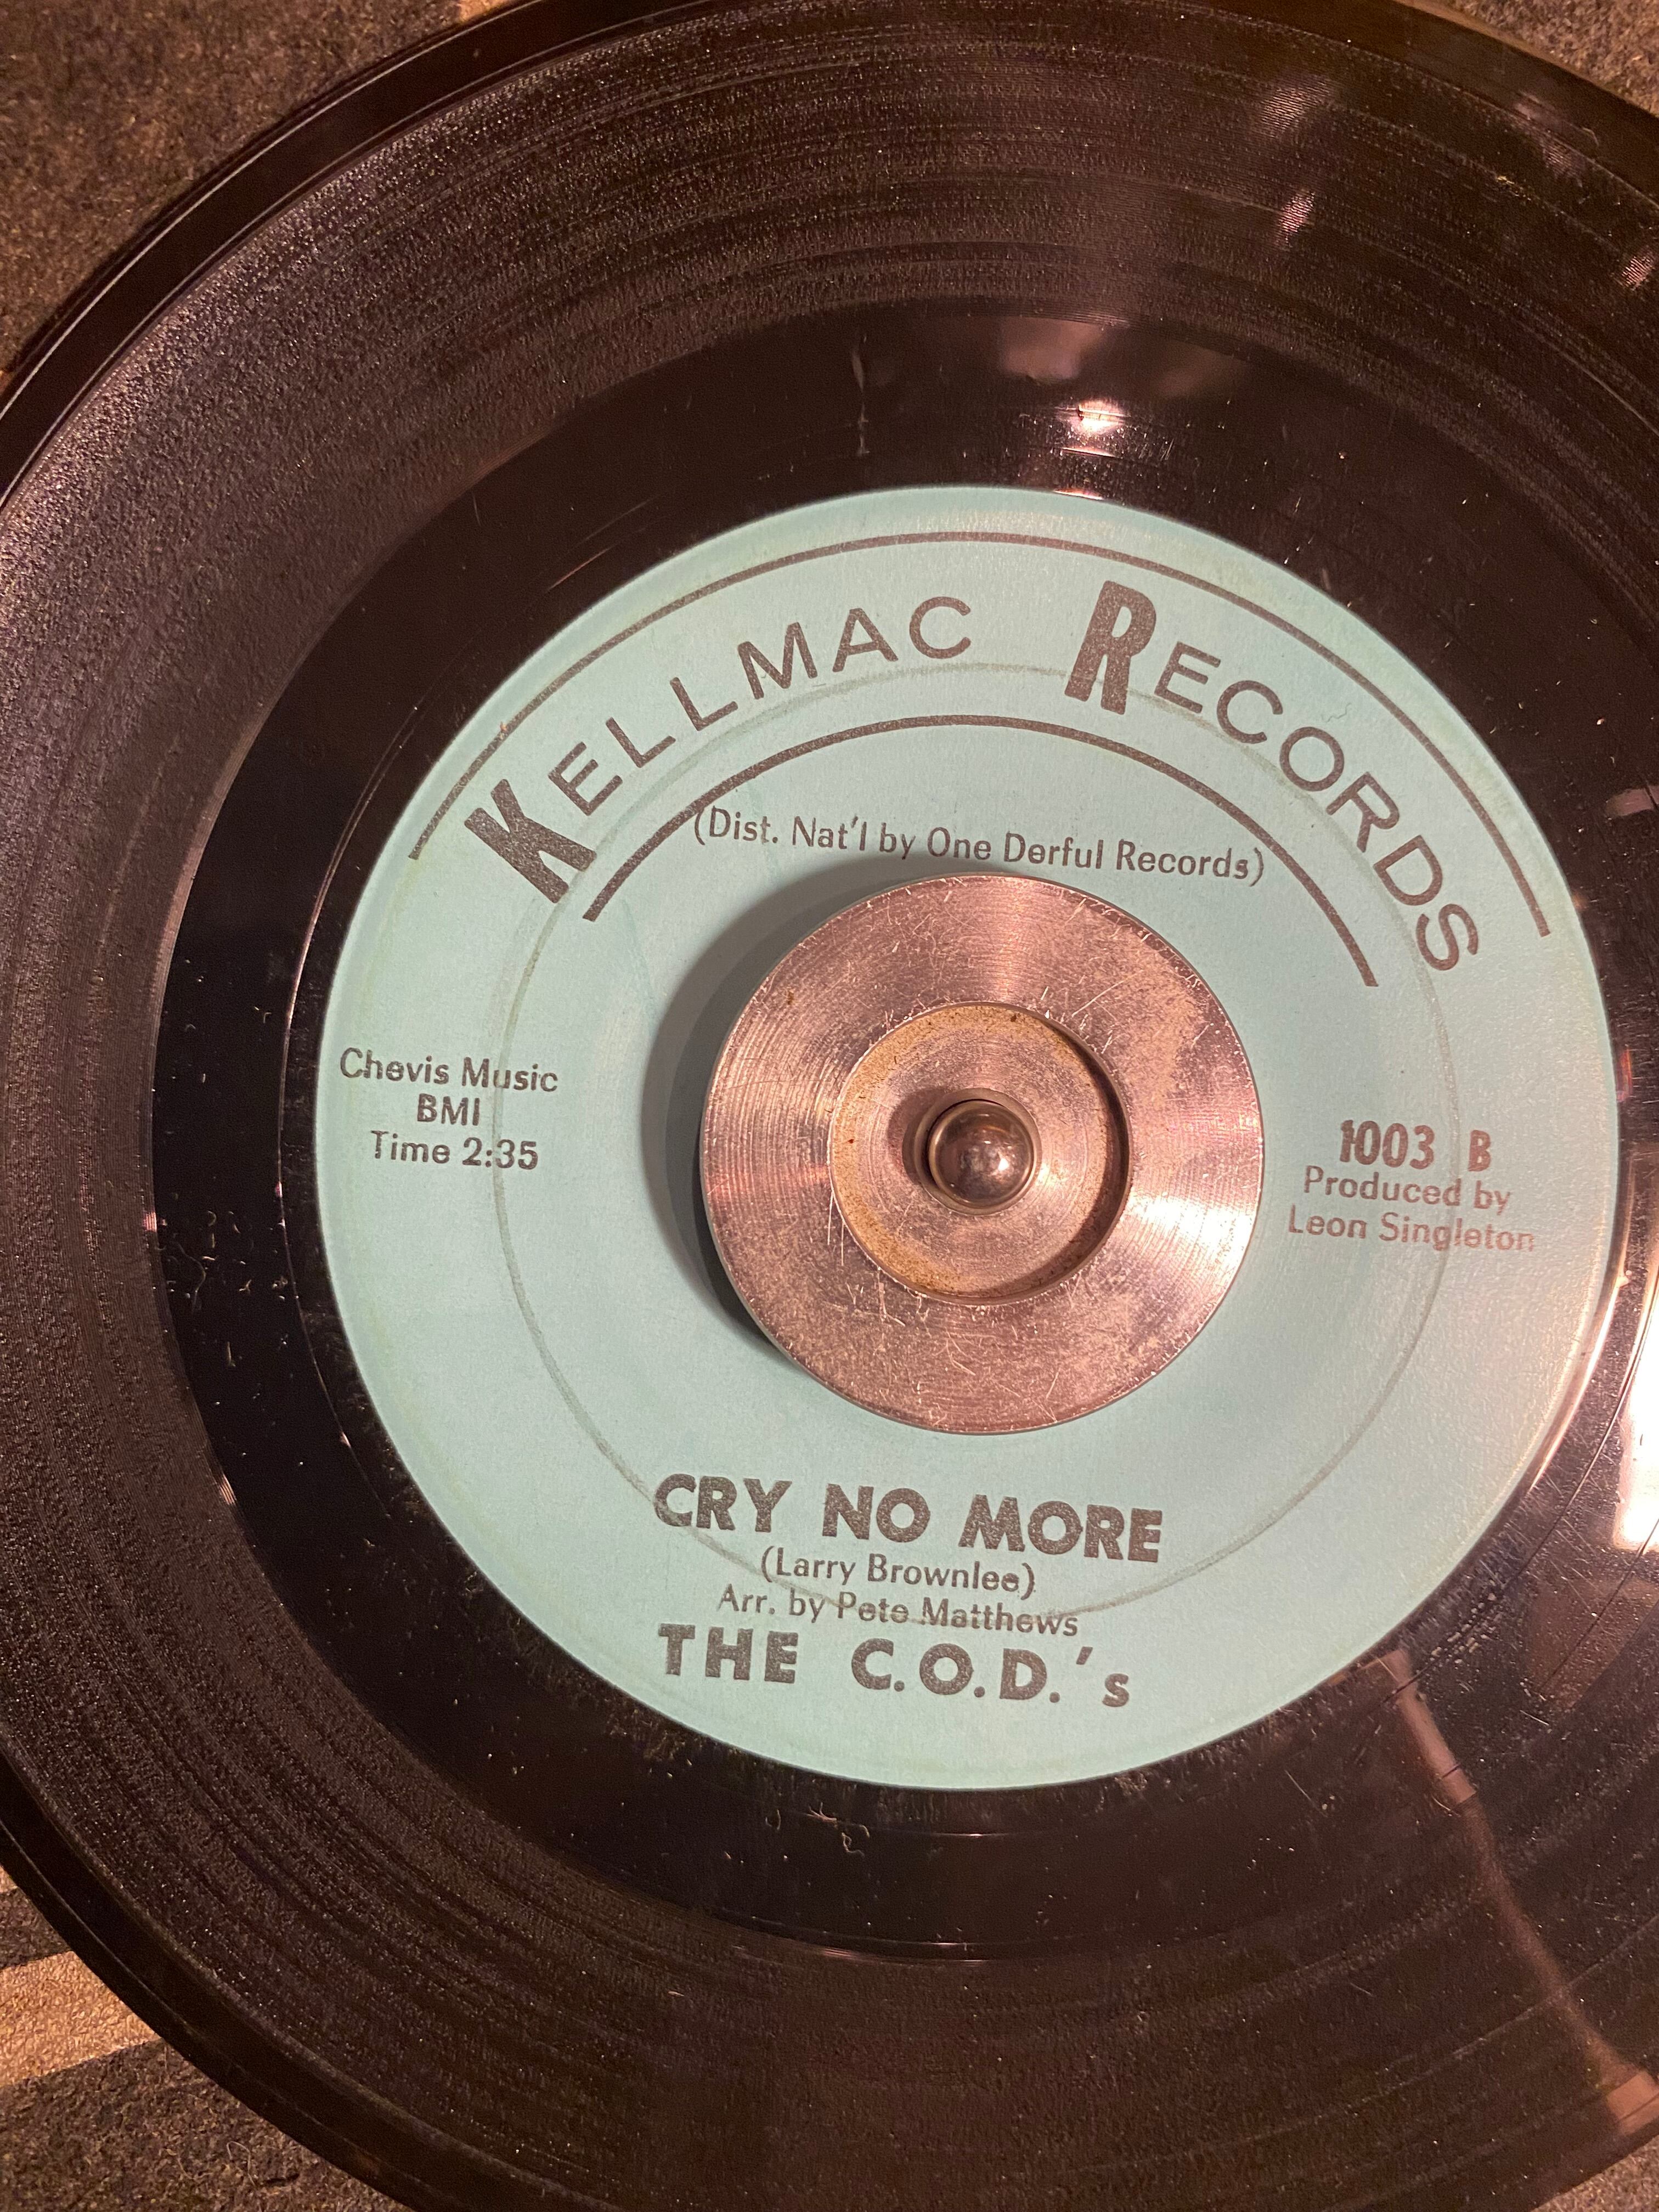 KELLMAC RECORDS
(Dist. Nat'l by One Derful Records)
Chevis Music
BMI
Time 2:35
1003 B
Produced by
Leon Singleton
CRY NO MORE
(Larry Brownlee)
Arr. by Pete Matthews
THE C.O.D.'s